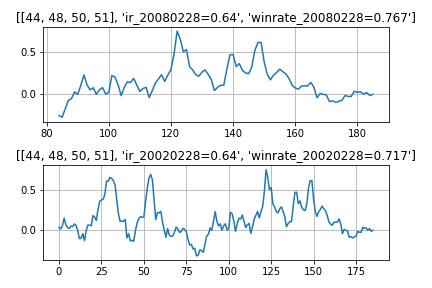 [[44, 48, 50, 51], 'ir_20080228=0.64', 'winrate_20080228=0.767']
0.5
0.0
80 100 120 140 160 180
[[44, 48, 50, 51], 'ir_20020228=0.64', 'winrate_20020228=0.717']
0.5
0.0
0 25 50 75 100 125 150 175